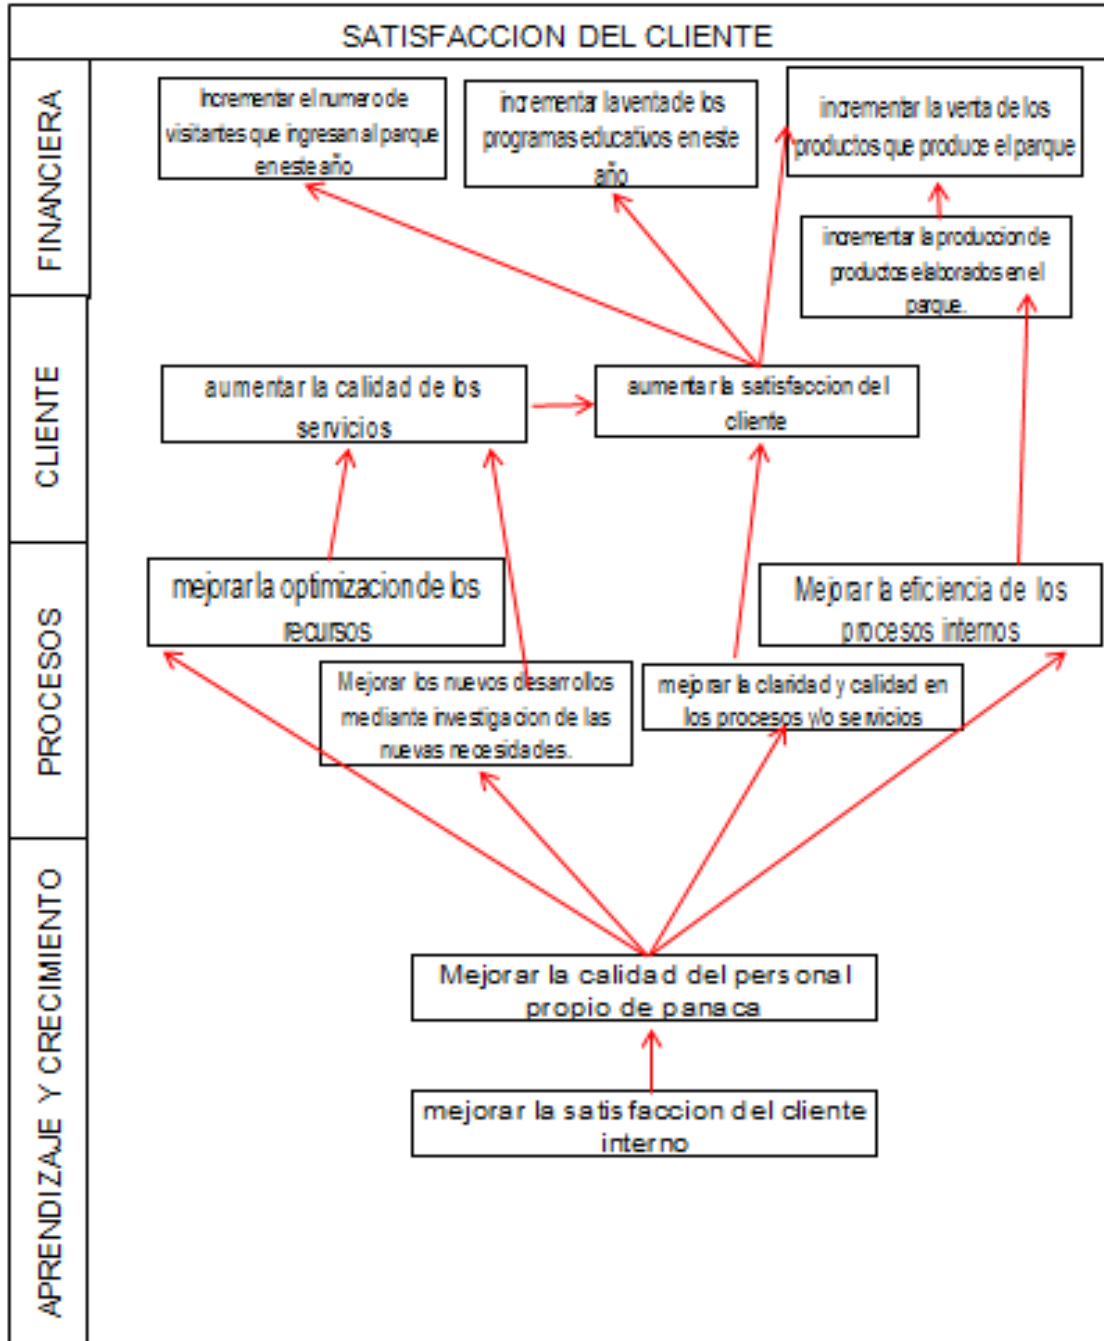 SATISFACCION DEL CLIENTE
FINANCIERA
Incrementar el numero de
visitantes que ingresan al parque
en este año
incrementar la venta de los
programas educativos en este
año
incrementar la venta de los
productos que produce el parque
incrementar la produccion de
productos elaborados en el
parque.
CLIENTE
aumentar la calidad de los
servicios
aumentar la satisfaccion del
cliente
PROCESOS
mejorar la optimizacion de los
recursos
Mejorar la eficiencia de los
procesos internos
Mejorar los nuevos desarrollos
mediante investigacion de las
nuevas necesidades.
mejorar la claridad y calidad en
los procesos y/o servicios
APRENDIZAJE Y CRECIMIENTO
Mejorar la calidad del personal
propio de panaca
mejorar la satisfaccion del cliente
interno